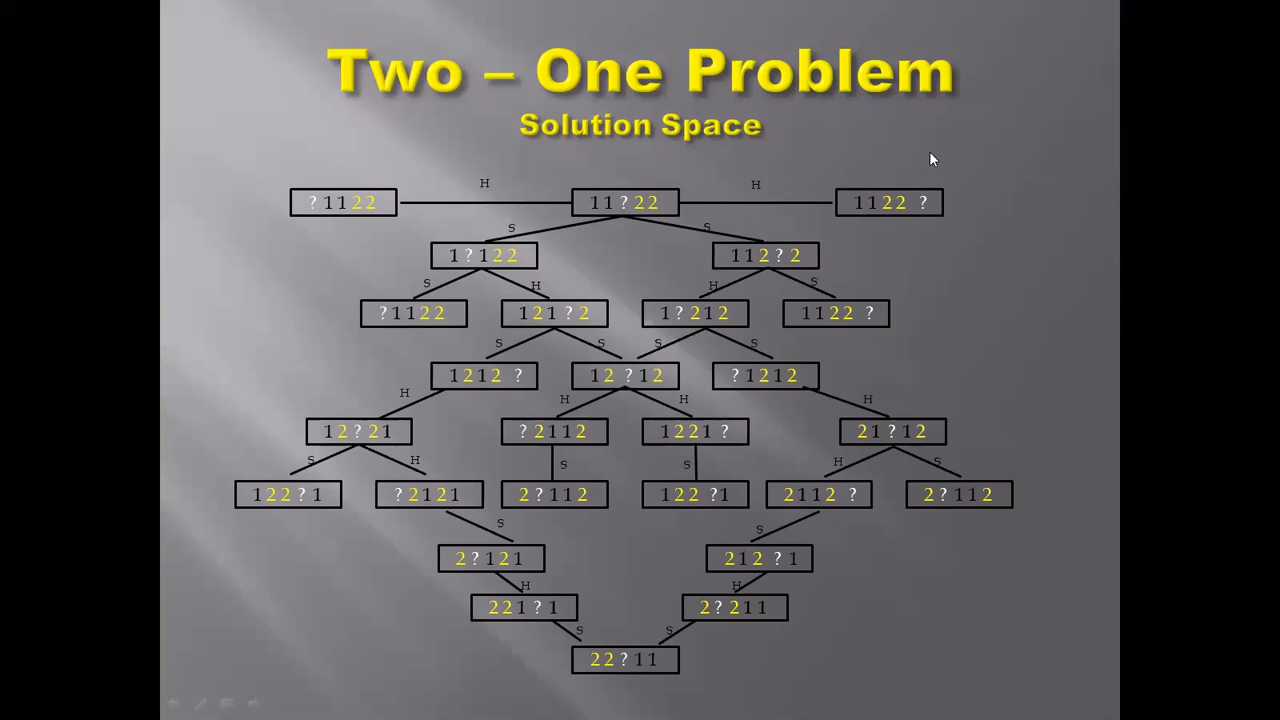 Two – One Problem
Solution Space
H H
? 1 1 2 2 1 1 ? 2 2 1 1 2 2 ?
S S
1 ? 1 2 2 1 1 2 ? 2
S H H S
? 1 1 2 2 1 2 1 ? 2 1 ? 2 1 2 1 1 2 2 ?
S S S S
1 2 1 2 ? 1 2 ? 1 2 ? 1 2 1 2
H H H H
1 2 ? 2 1 ? 2 1 1 2 1 2 2 1 ? 2 1 ? 1 2
S H S S H S
1 2 2 ? 1 ? 2 1 2 1 2 ? 1 1 2 1 2 2 ? 1 2 1 1 2 ? 2 ? 1 1 2
S S
2 ? 1 2 1 2 1 2 ? 1
H H
2 2 1 ? 1 2 ? 2 1 1
S S
2 2 ? 1 1